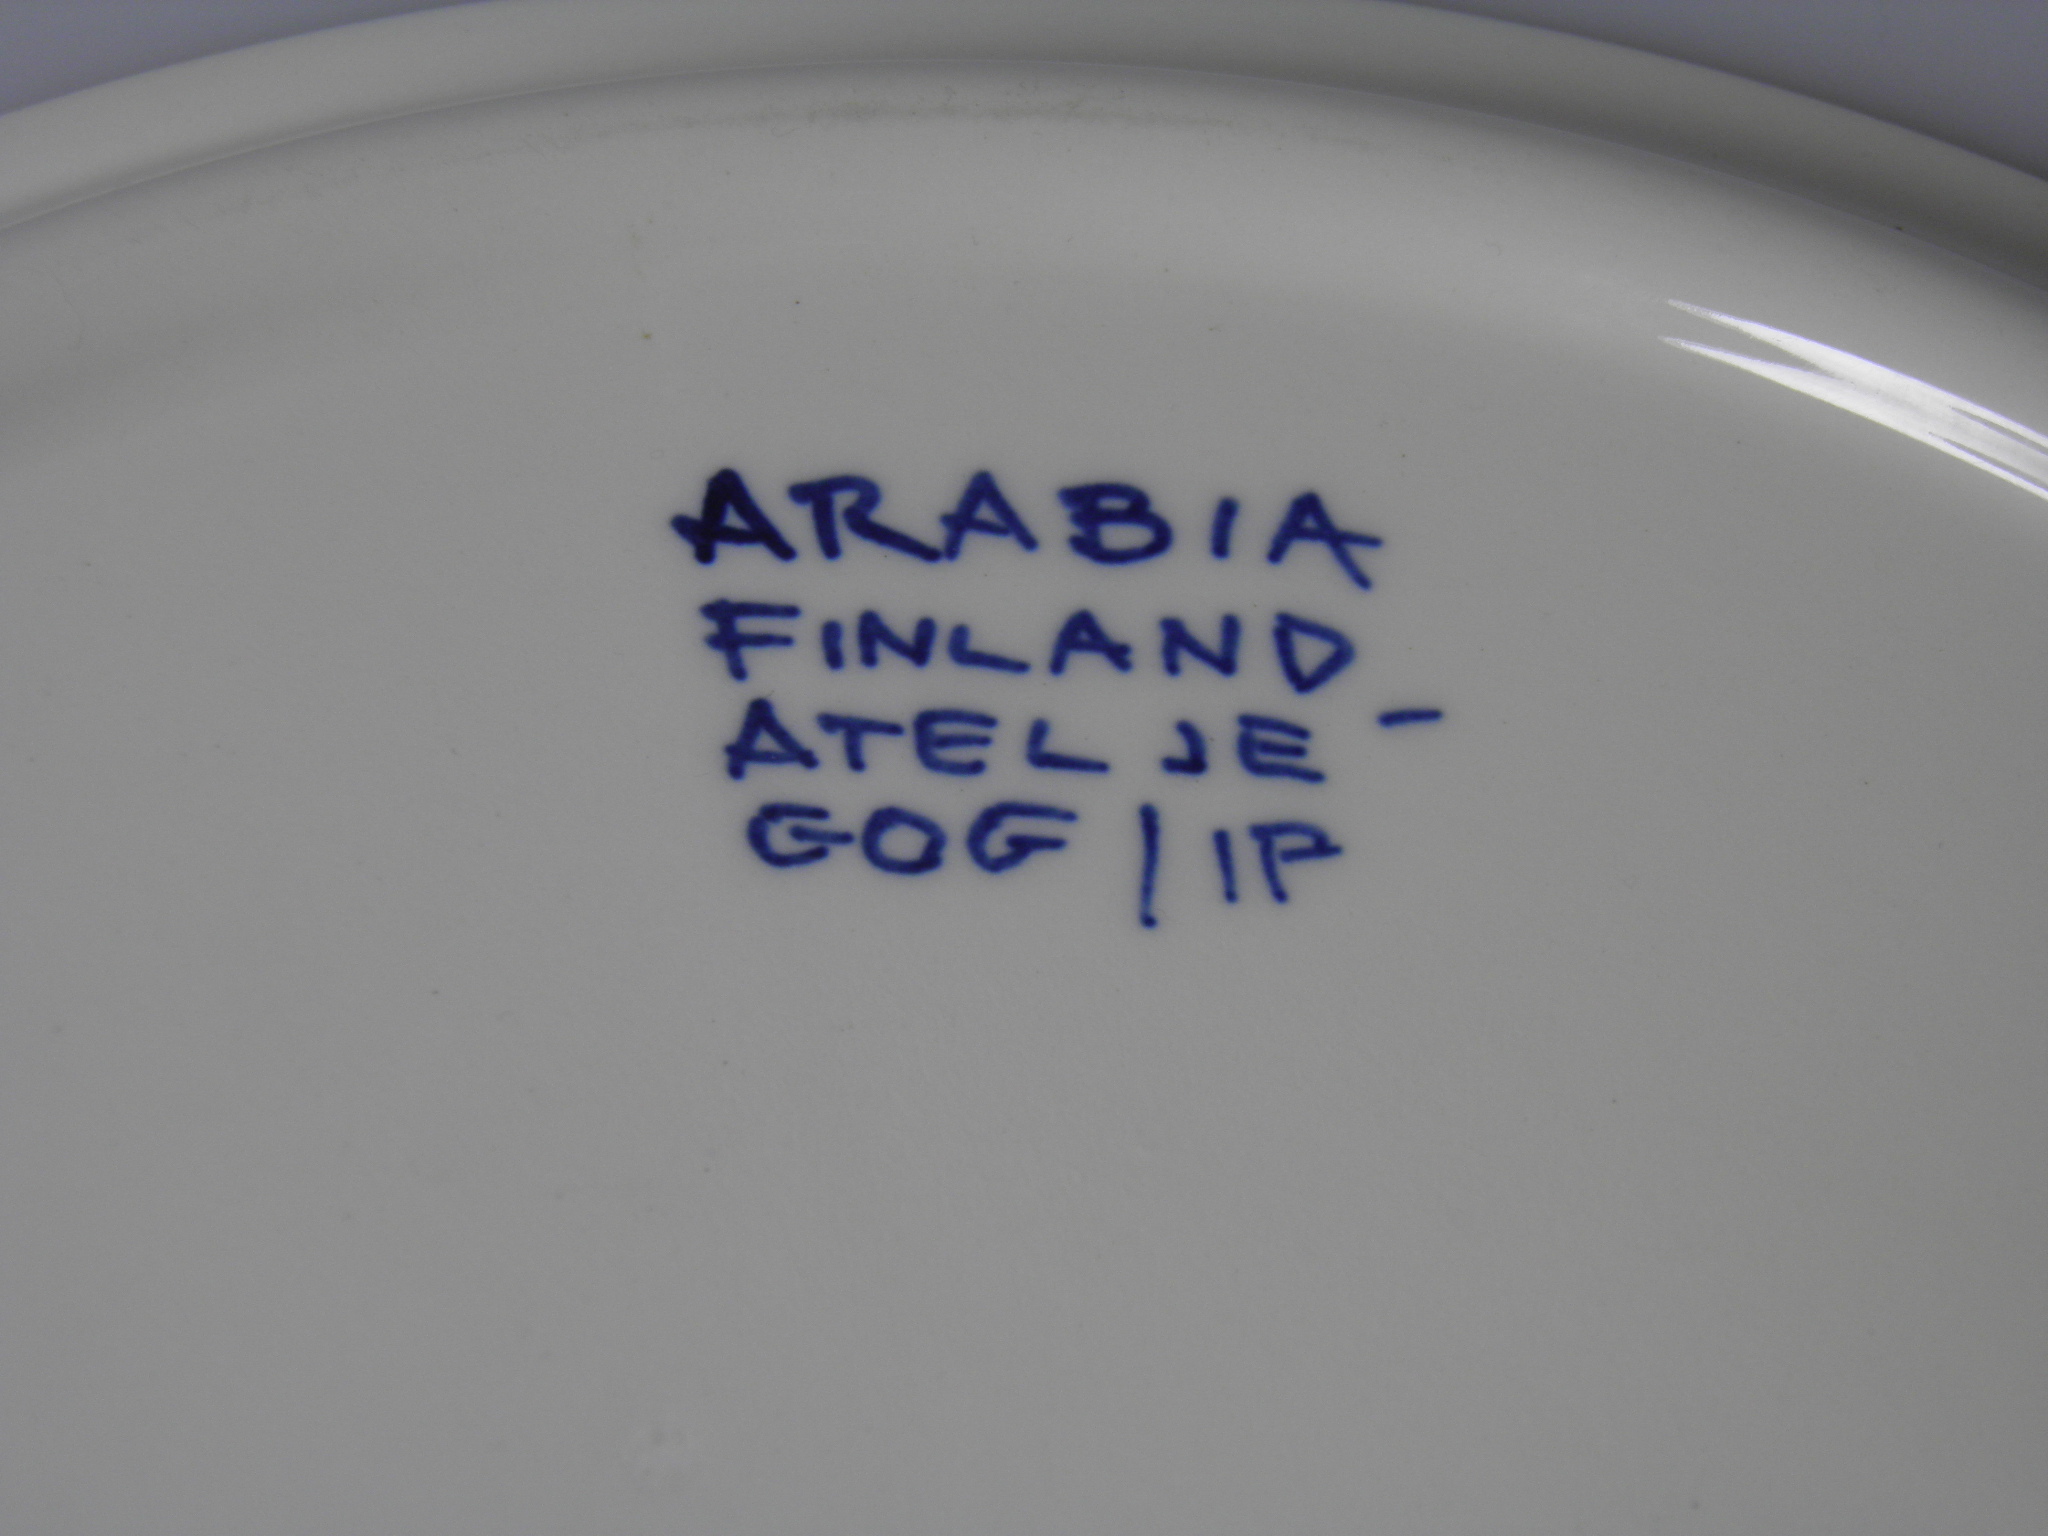 ARABIA
FINLAND
ATELJE-
GOG | IP